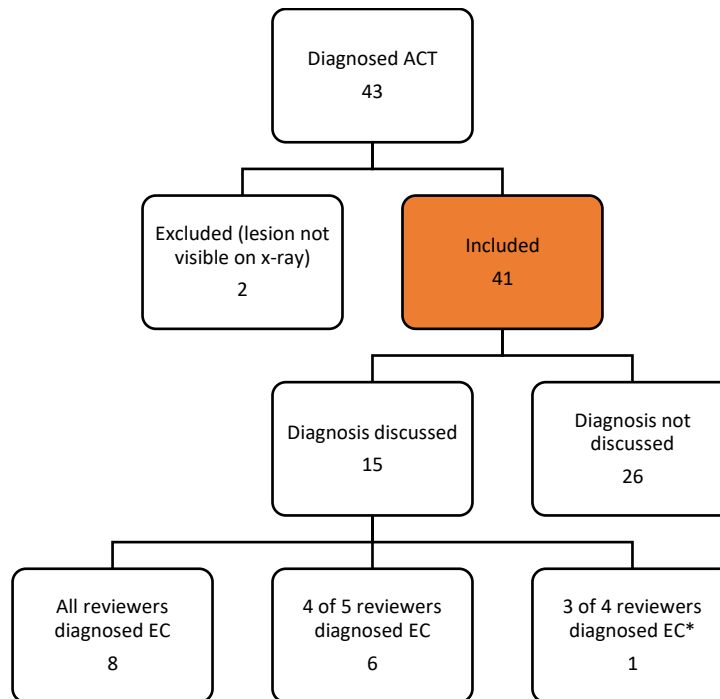 Diagnosed ACT
43
Excluded (lesion not
visible on x-ray)
2
Included
41
Diagnosis discussed
15
Diagnosis not
discussed
26
All reviewers
diagnosed EC
8
4 of 5 reviewers
diagnosed EC
6
3 of 4 reviewers
diagnosed EC*
1